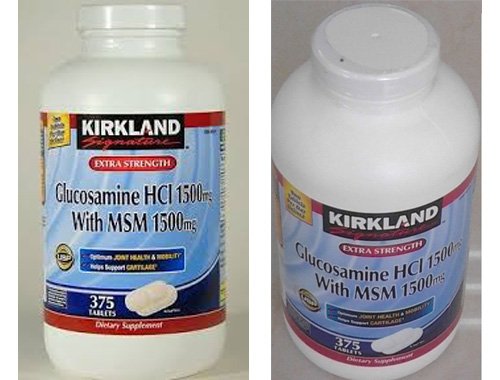 KIRKLAND
Signature™
EXTRA STRENGTH
Glucosamine HCl 1500mg
With MSM 1500mg
USP
Optimum JOINT HEALTH & MOBILITY*
Helps Support CARTILAGE*
375
TABLETS
Dietary Supplement
KIRKLAND
Signature
EXTRA STRENGTH
Glucosamine HCl 1500mg
With MSM 1500mg
Optimum JOINT HEALTH & MOBILITY*
Helps Support CARTILAGE*
375
TABLETS
Dietary Supplement